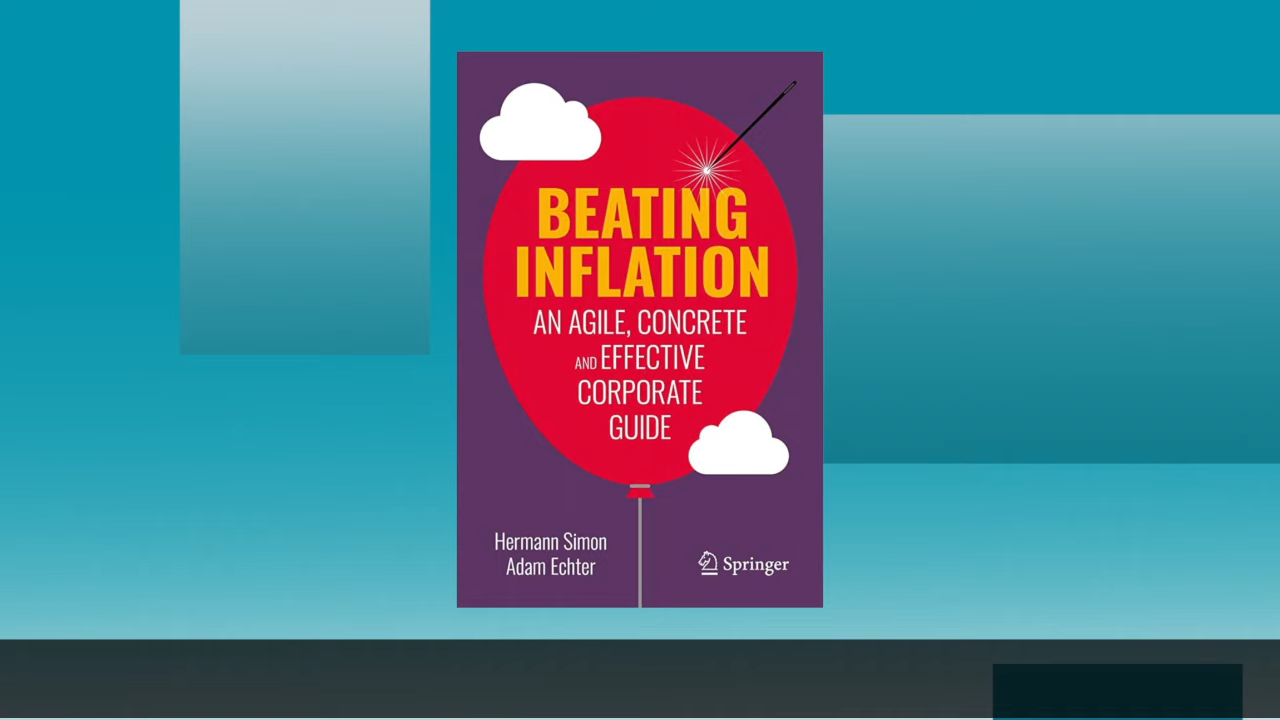 BEATING
INFLATION
AN AGILE, CONCRETE
AND EFFECTIVE
CORPORATE
GUIDE
Hermann Simon
Adam Echter
Springer